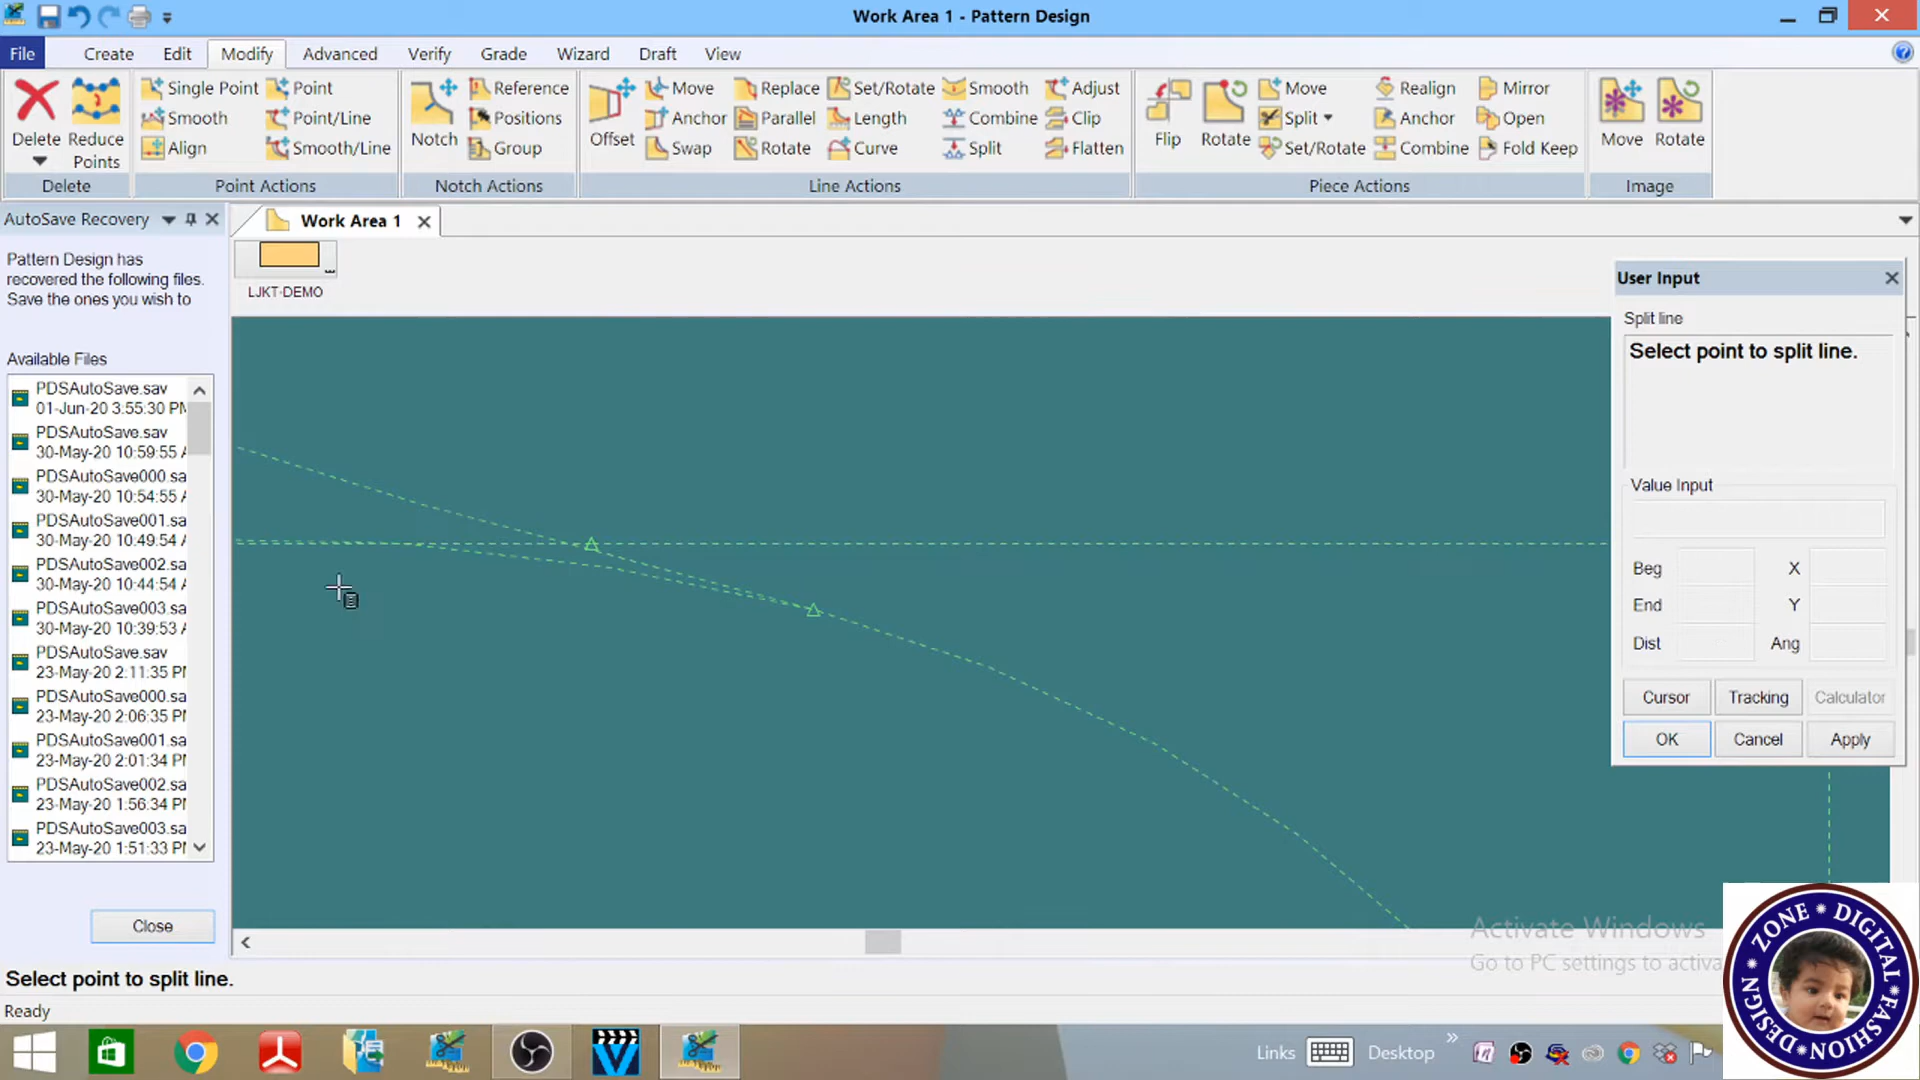 Work Area 1 - Pattern Design
File Create Edit Modify Advanced Verify Grade Wizard Draft View
Single Point Point Reference Move Replace Set/Rotate Smooth Adjust Move Realign Mirror
Smooth Point/Line Positions Anchor Parallel Length Combine Clip Split Anchor Open
Delete Reduce Points Align Smooth/Line Notch Group Offset Swap Rotate Curve Split Flatten Flip Rotate Set/Rotate Combine Fold Keep Move Rotate
Delete Point Actions Notch Actions Line Actions Piece Actions Image
AutoSave Recovery
Work Area 1
Pattern Design has
recovered the following files.
Save the ones you wish to
LJKT-DEMO
Available Files
PDSAutoSave.sav
01-Jun-20 3:55:30 PM
PDSAutoSave.sav
30-May-20 10:59:55 A
PDSAutoSave000.sa
30-May-20 10:54:55 A
PDSAutoSave001.sa
30-May-20 10:49:54 A
PDSAutoSave002.sa
30-May-20 10:44:54 A
PDSAutoSave003.sa
30-May-20 10:39:53 A
PDSAutoSave.sav
23-May-20 2:11:35 PM
PDSAutoSave000.sa
23-May-20 2:06:35 PM
PDSAutoSave001.sa
23-May-20 2:01:34 PM
PDSAutoSave002.sa
23-May-20 1:56:34 PM
PDSAutoSave003.sa
23-May-20 1:51:33 PM
Close
User Input
Split line
Select point to split line.
Value Input
Beg X
End Y
Dist Ang
Cursor Tracking Calculator
OK Cancel Apply
Activate Windows
Go to PC settings to activa
Select point to split line.
Ready
Links Desktop
ZONE * DIGITAL * FASHION * DESIGN